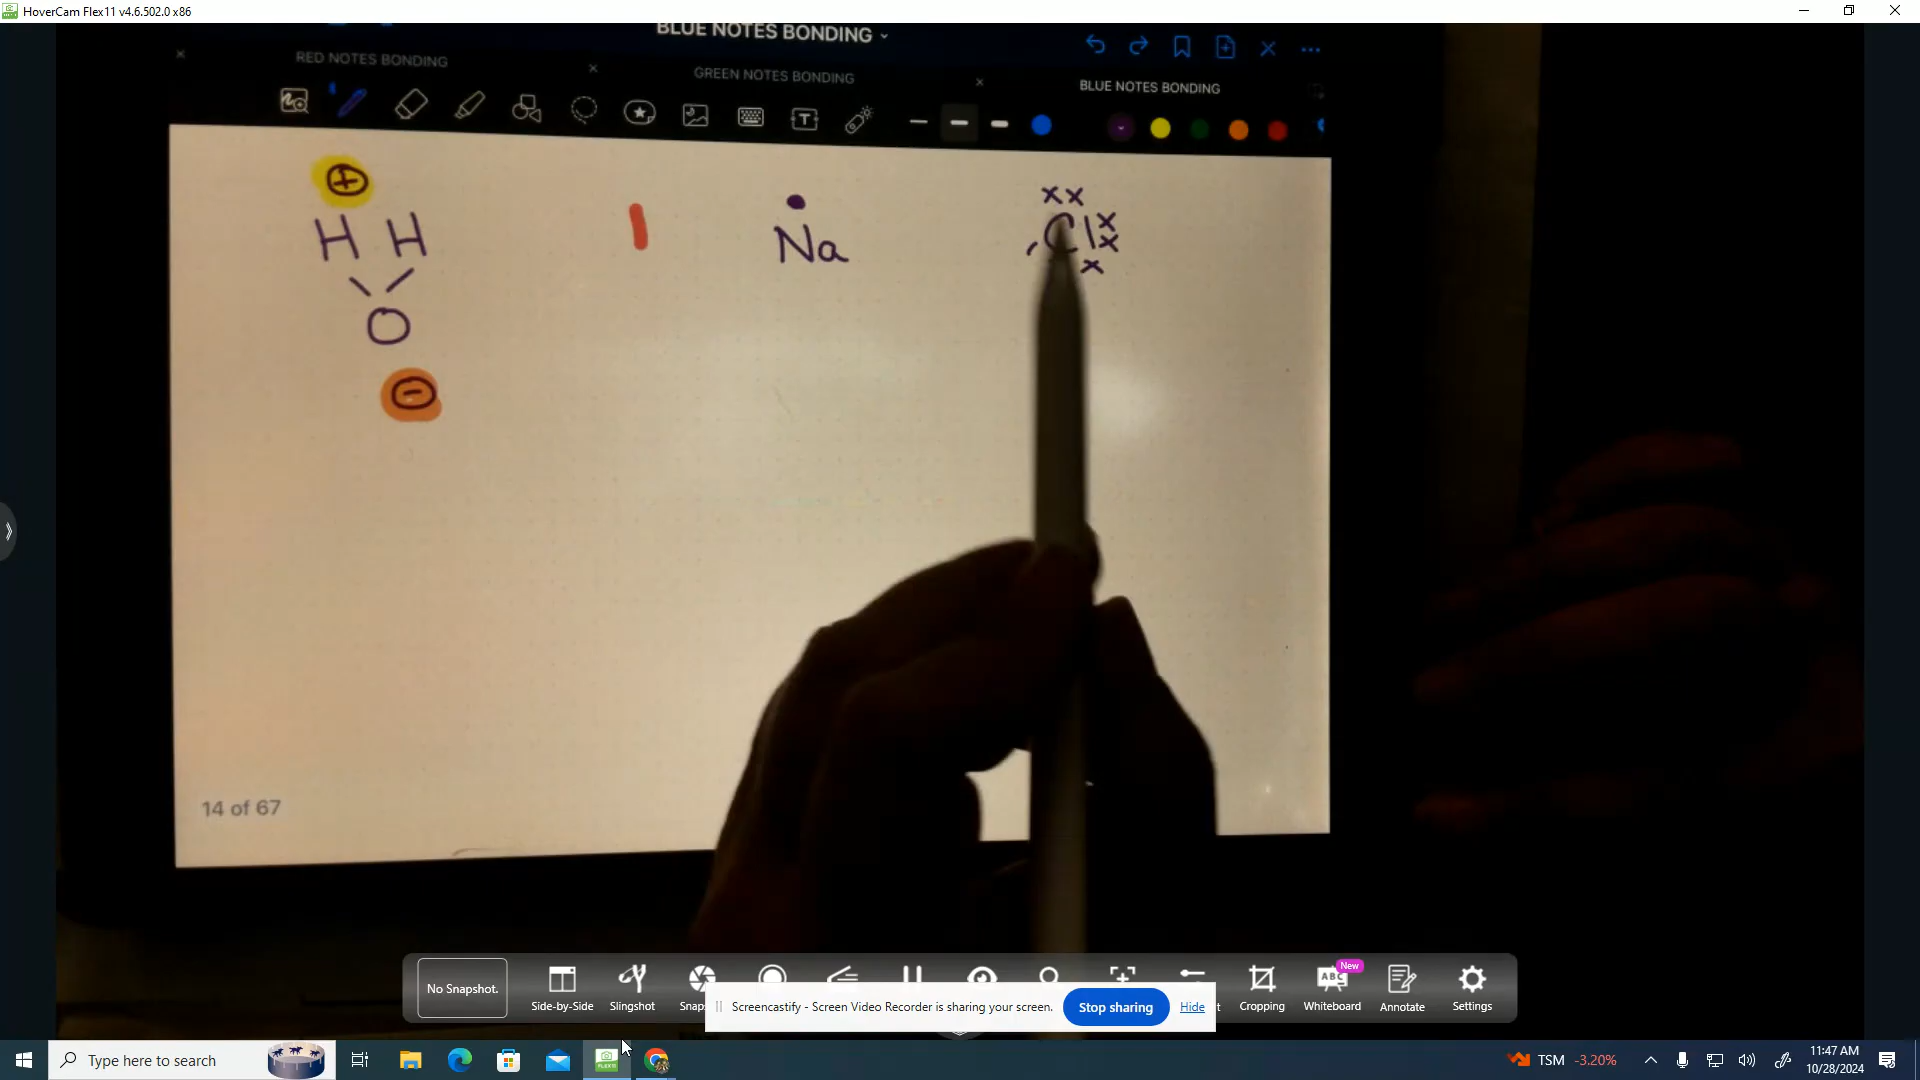 HoverCam Flex11 v4.6.502.0 x86
BLUE NOTES BONDING
RED NOTES BONDING
GREEN NOTES BONDING
BLUE NOTES BONDING
T
+
H H
O
-
Na
xx
Cl
x
x
x
14 of 67
No Snapshot.
Side-by-Side
Slingshot
Cropping
New
ABC
Whiteboard
Annotate
Settings
Screencastify - Screen Video Recorder is sharing your screen.
Stop sharing
Hide
Type here to search
FLEX11
TSM -3.20%
11:47 AM
10/28/2024